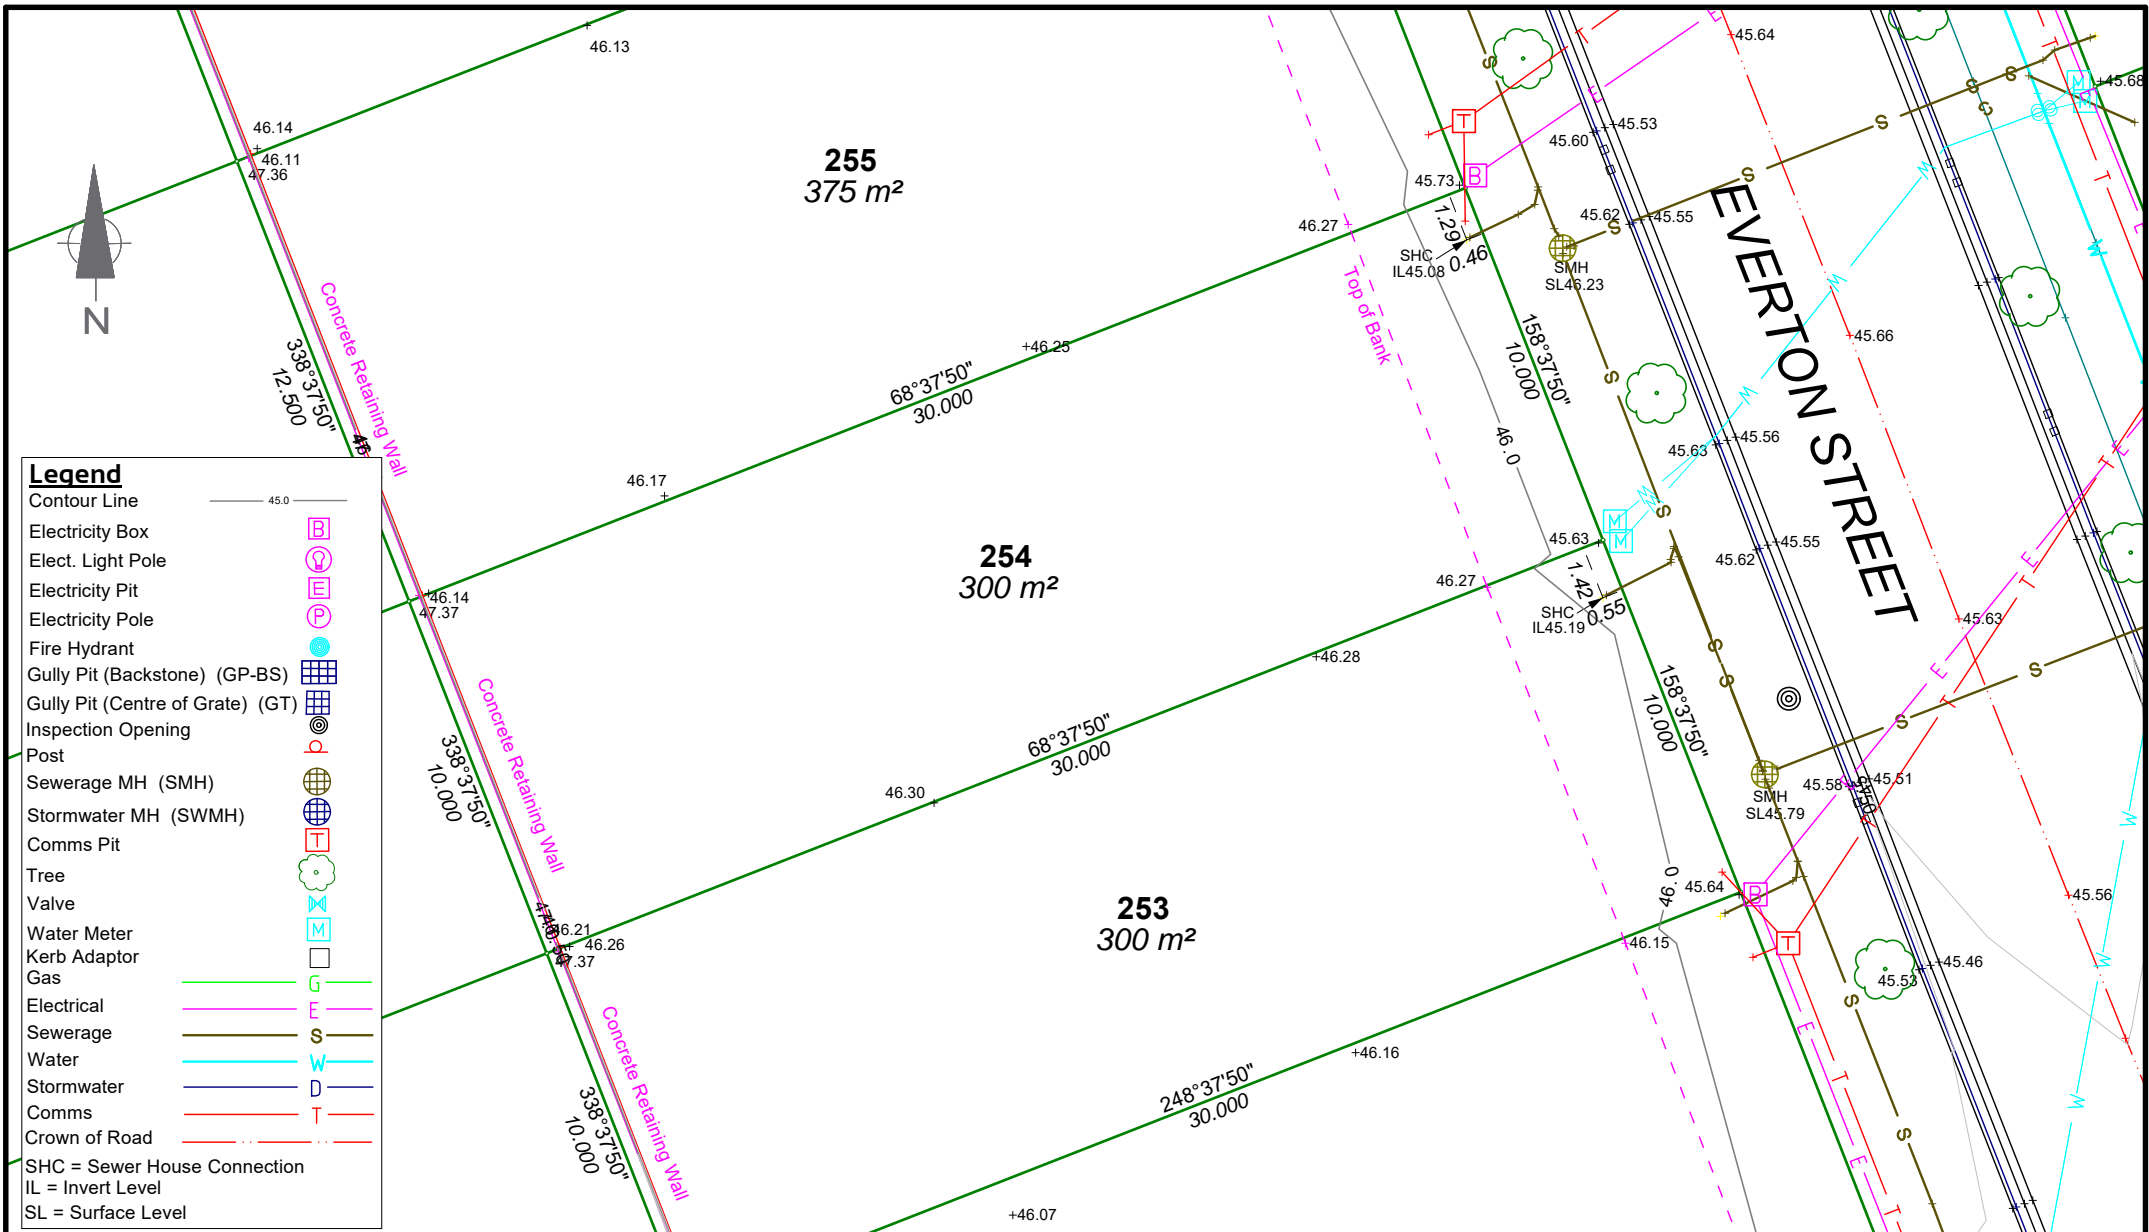 46.13
46.14
46.11
47.36
255
375 m²
N
Concrete Retaining Wall
338°37'50"
12.500
68°37'50"
30.000
+46.25
46.27
Top of Bank
45.73
1.29
0.46
SHC
IL45.08
SMH
SL46.23
158°37'50"
10.000
45.60
45.53
45.62
45.55
45.64
45.68
EVERTON STREET
45.66
46.0
46.17
254
300 m²
46.14
47.37
45.63
45.56
45.63
46.27
1.42
0.55
SHC
IL45.19
45.62
45.55
45.63
+46.28
158°37'50"
10.000
68°37'50"
30.000
Concrete Retaining Wall
338°37'50"
10.000
46.30
253
300 m²
SMH
SL45.79
45.58
45.51
45.64
46.0
45.56
46.21
46.26
47.37
46.15
45.53
45.46
+46.16
248°37'50"
30.000
Concrete Retaining Wall
338°37'50"
10.000
+46.07
Legend
Contour Line 45.0
Electricity Box B
Elect. Light Pole
Electricity Pit E
Electricity Pole P
Fire Hydrant
Gully Pit (Backstone) (GP-BS)
Gully Pit (Centre of Grate) (GT)
Inspection Opening
Post
Sewerage MH (SMH)
Stormwater MH (SWMH)
Comms Pit T
Tree
Valve
Water Meter M
Kerb Adaptor
Gas G
Electrical E
Sewerage S
Water W
Stormwater D
Comms T
Crown of Road
SHC = Sewer House Connection
IL = Invert Level
SL = Surface Level